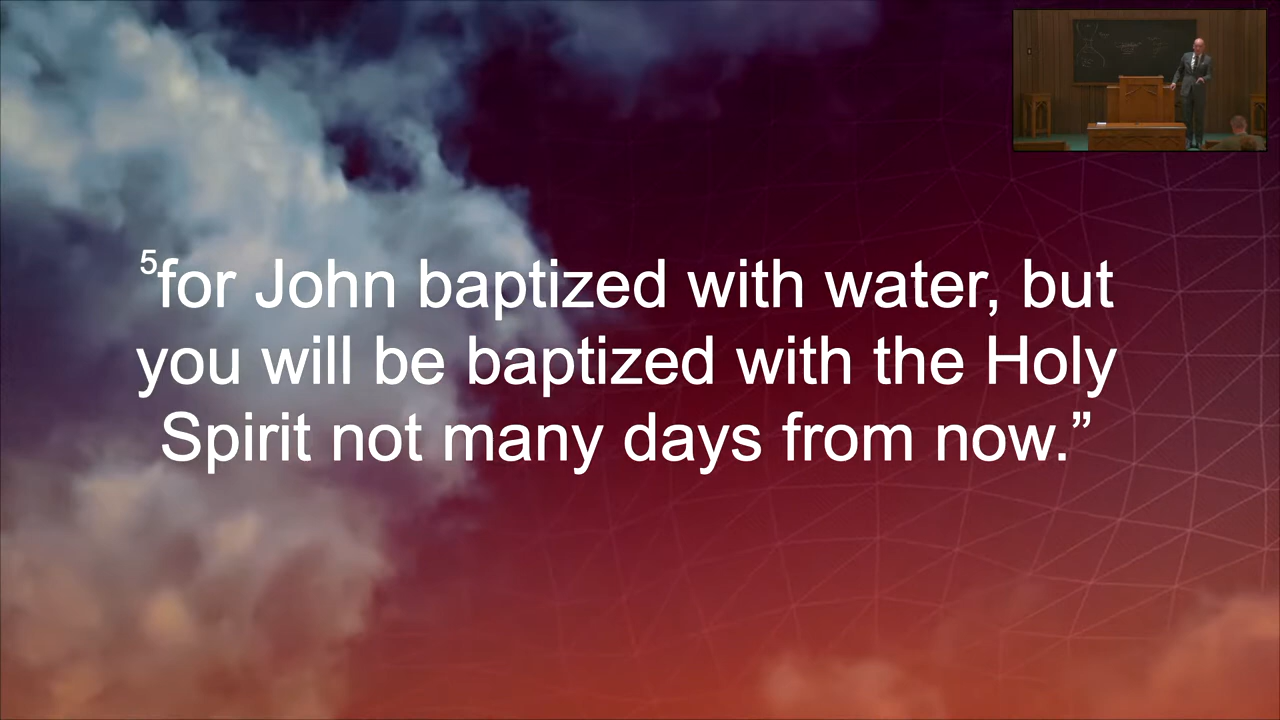 5for John baptized with water, but
you will be baptized with the Holy
Spirit not many days from now.”